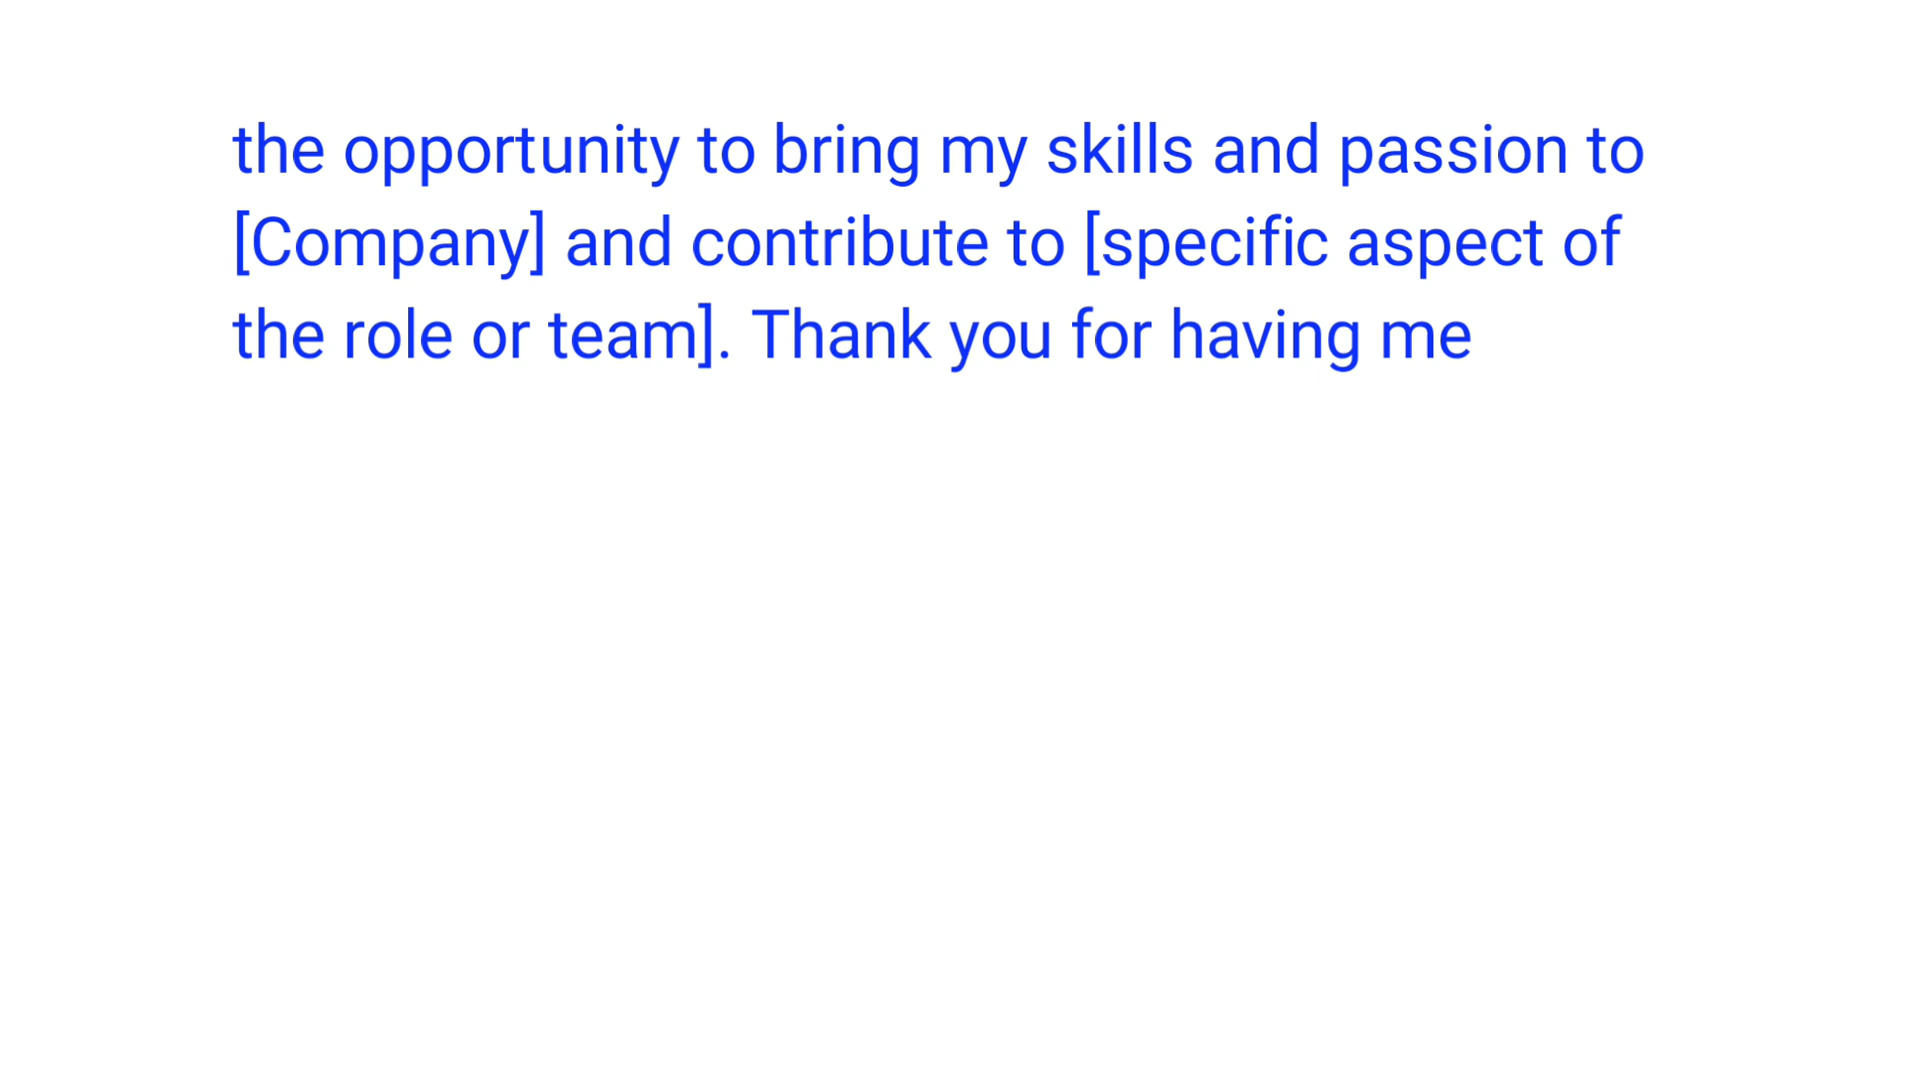 the opportunity to bring my skills and passion to
[Company] and contribute to [specific aspect of
the role or team]. Thank you for having me